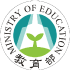 MINISTRY OF EDUCATION
教育部